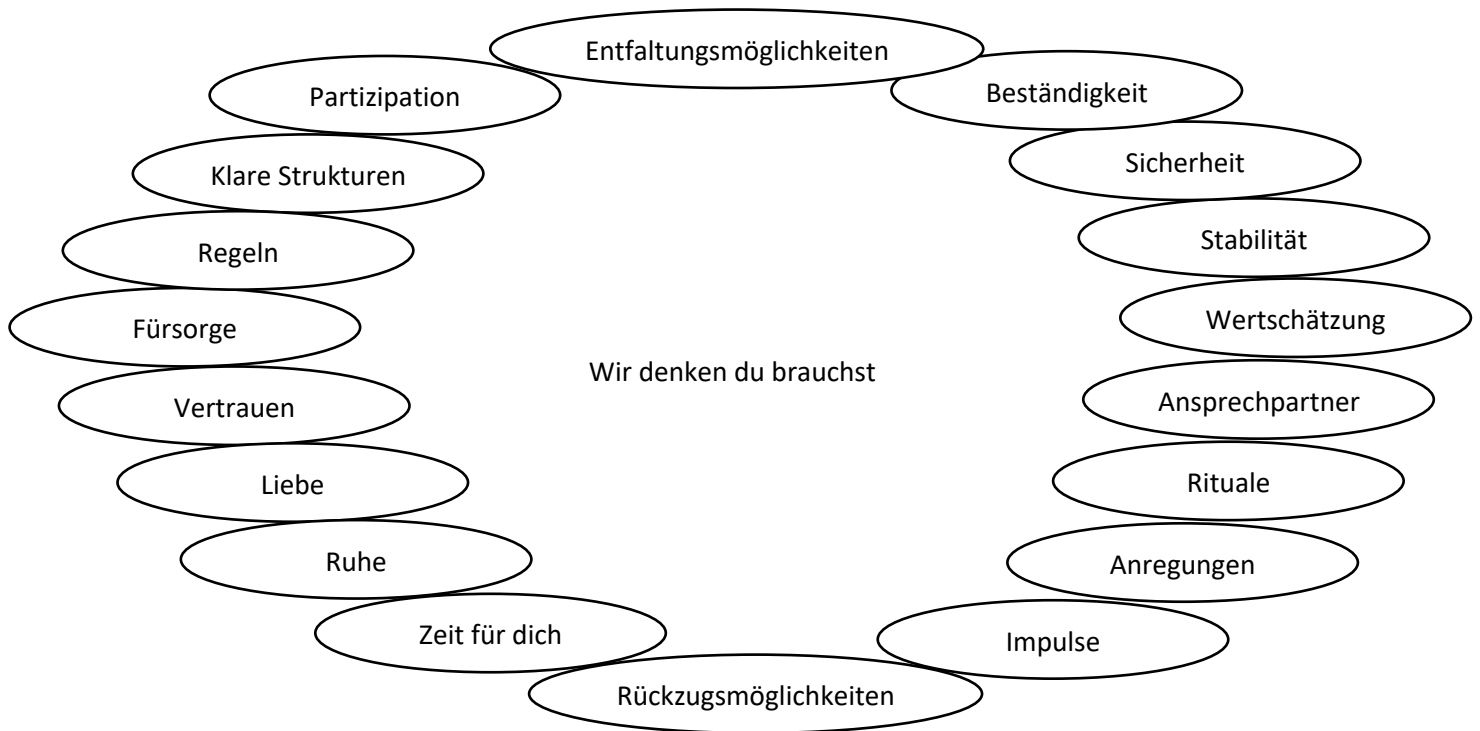 Entfaltungsmöglichkeiten
Beständigkeit
Partizipation
Sicherheit
Klare Strukturen
Stabilität
Regeln
Wertschätzung
Fürsorge
Wir denken du brauchst
Ansprechpartner
Vertrauen
Rituale
Liebe
Ruhe
Anregungen
Zeit für dich
Impulse
Rückzugsmöglichkeiten